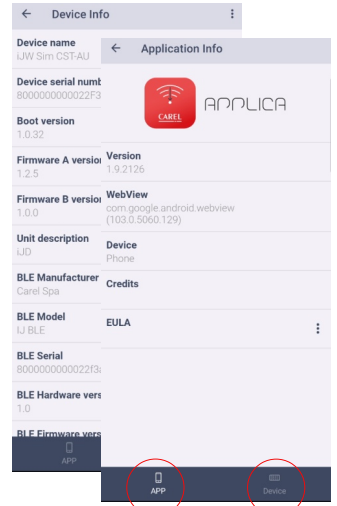 Device Info
Device name
iJW Sim CST-AU
Device serial numb
8000000000022F3
Boot version
1.0.32
Firmware A version
1.2.5
Firmware B version
1.0.0
Unit description
iJD
BLE Manufacturer
Carel Spa
BLE Model
IJ BLE
BLE Serial
8000000000022f3
BLE Hardware vers
1.0
BLE Firmware vers
APP
Application Info
CAREL
APPLICA
Version
1.9.2126
WebView
com.google.android.webview
(103.0.5060.129)
Device
Phone
Credits
EULA
APP
Device